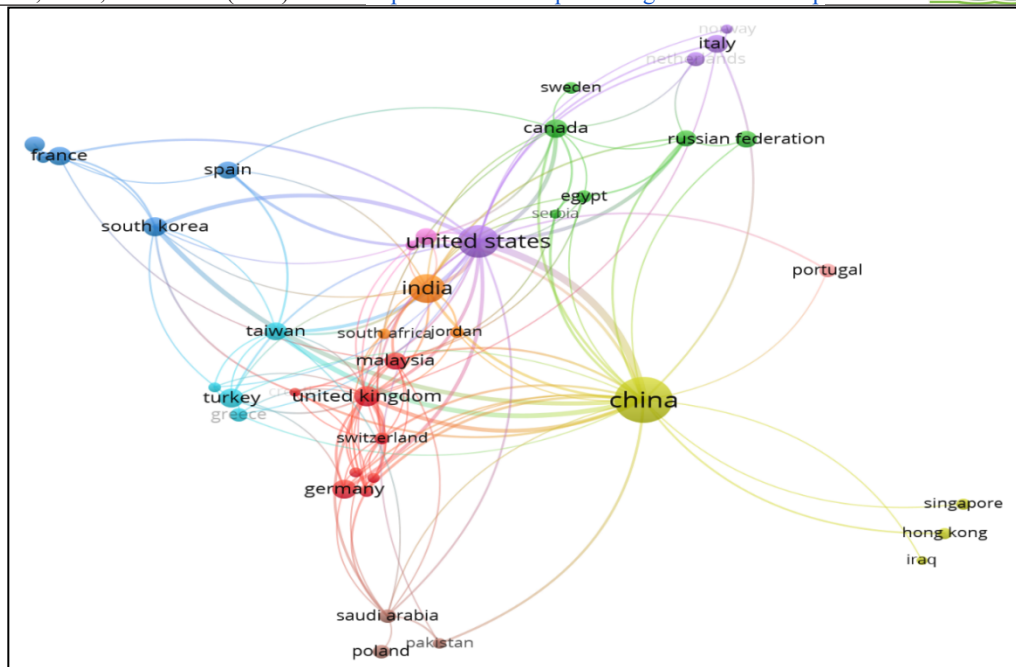 norway
italy
netherlands
sweden
canada
russian federation
france
spain
egypt
serbia
south korea
united states
portugal
india
taiwan
south africa
jordan
malaysia
turkey
united kingdom
china
greece
switzerland
germany
singapore
hong kong
iraq
saudi arabia
pakistan
poland